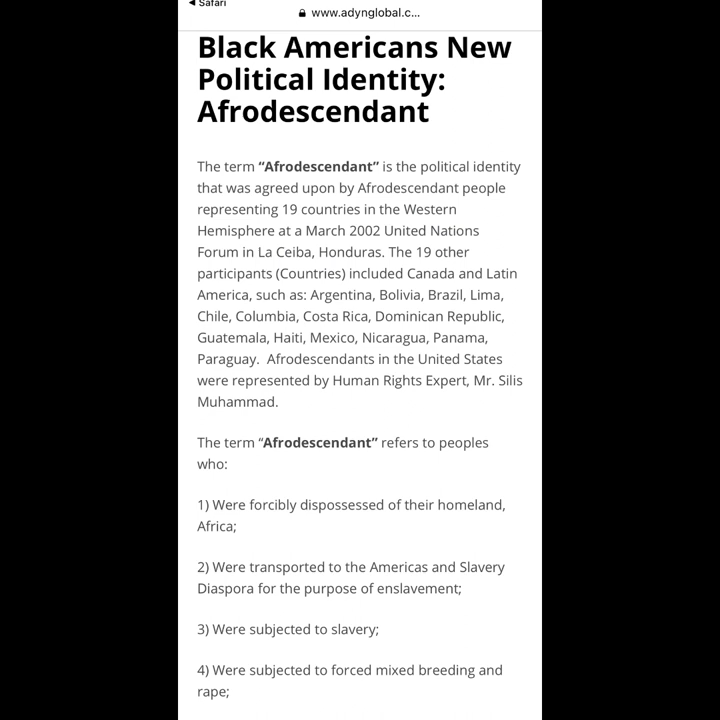 Safari
www.adynglobal.c...
Black Americans New
Political Identity:
Afrodescendant
The term “Afrodescendant” is the political identity
that was agreed upon by Afrodescendant people
representing 19 countries in the Western
Hemisphere at a March 2002 United Nations
Forum in La Ceiba, Honduras. The 19 other
participants (Countries) included Canada and Latin
America, such as: Argentina, Bolivia, Brazil, Lima,
Chile, Columbia, Costa Rica, Dominican Republic,
Guatemala, Haiti, Mexico, Nicaragua, Panama,
Paraguay.  Afrodescendants in the United States
were represented by Human Rights Expert, Mr. Silis
Muhammad.
The term “Afrodescendant” refers to peoples
who:
1) Were forcibly dispossessed of their homeland,
Africa;
2) Were transported to the Americas and Slavery
Diaspora for the purpose of enslavement;
3) Were subjected to slavery;
4) Were subjected to forced mixed breeding and
rape;